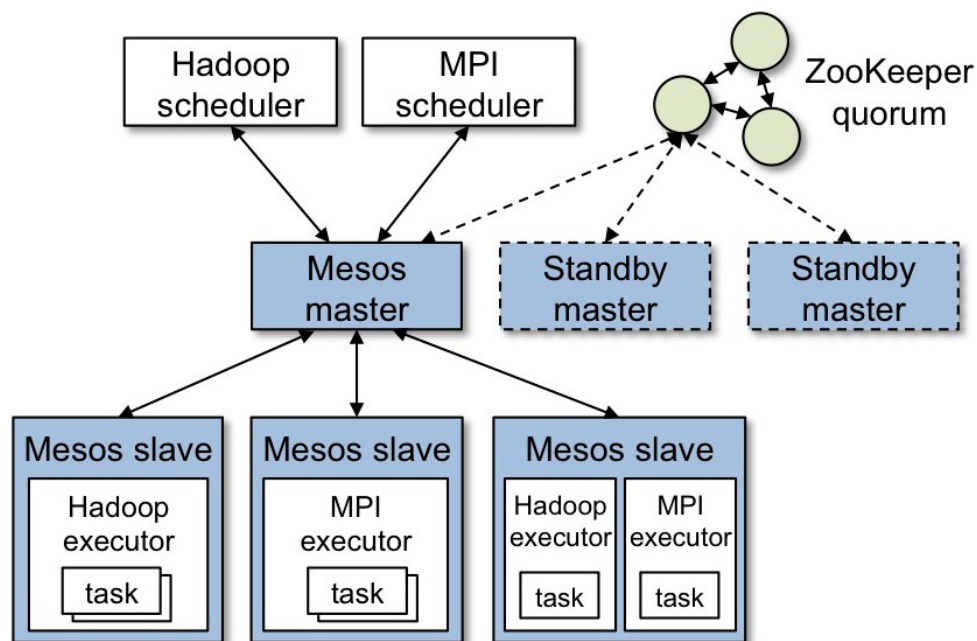 Hadoop
scheduler
MPI
scheduler
ZooKeeper
quorum
Mesos
master
Standby
master
Standby
master
Mesos slave
Hadoop
executor
task
Mesos slave
MPI
executor
task
Mesos slave
Hadoop
executor
task
MPI
executor
task